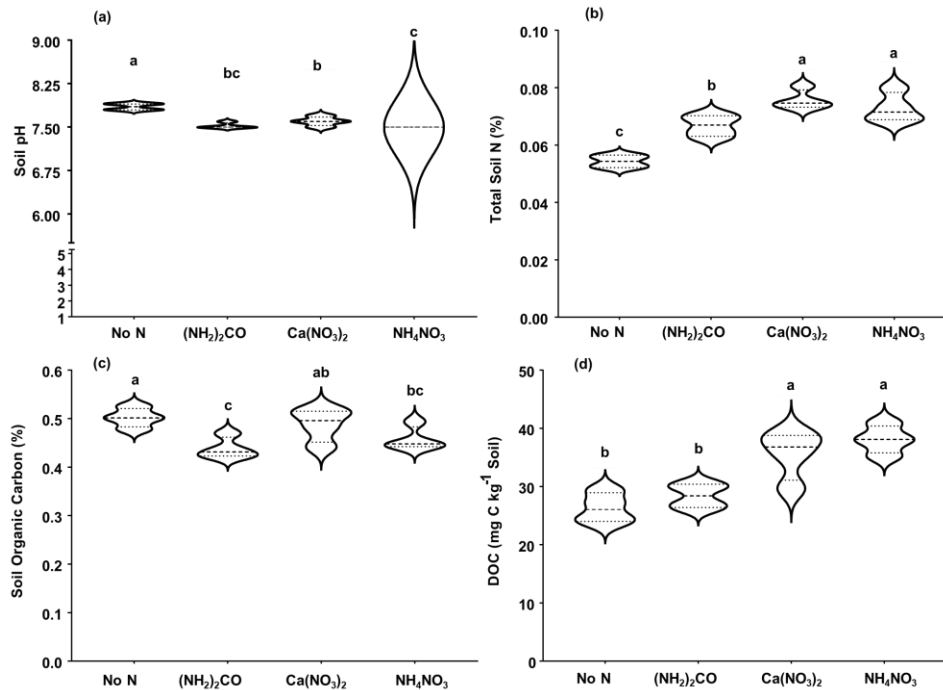 (a)
Soil pH
9.00
8.25
7.50
6.75
6.00
5
4
3
2
1
a
bc
b
c
No N
(NH₂)₂CO
Ca(NO₃)₂
NH₄NO₃
(b)
Total Soil N (%)
0.10
0.08
0.06
0.04
0.02
0.00
c
b
a
a
No N
(NH₂)₂CO
Ca(NO₃)₂
NH₄NO₃
(c)
Soil Organic Carbon (%)
0.6
0.5
0.4
0.3
0.2
0.1
0.0
a
c
ab
bc
No N
(NH₂)₂CO
Ca(NO₃)₂
NH₄NO₃
(d)
DOC (mg C kg⁻¹ Soil)
50
40
30
20
10
0
b
b
a
a
No N
(NH₂)₂CO
Ca(NO₃)₂
NH₄NO₃